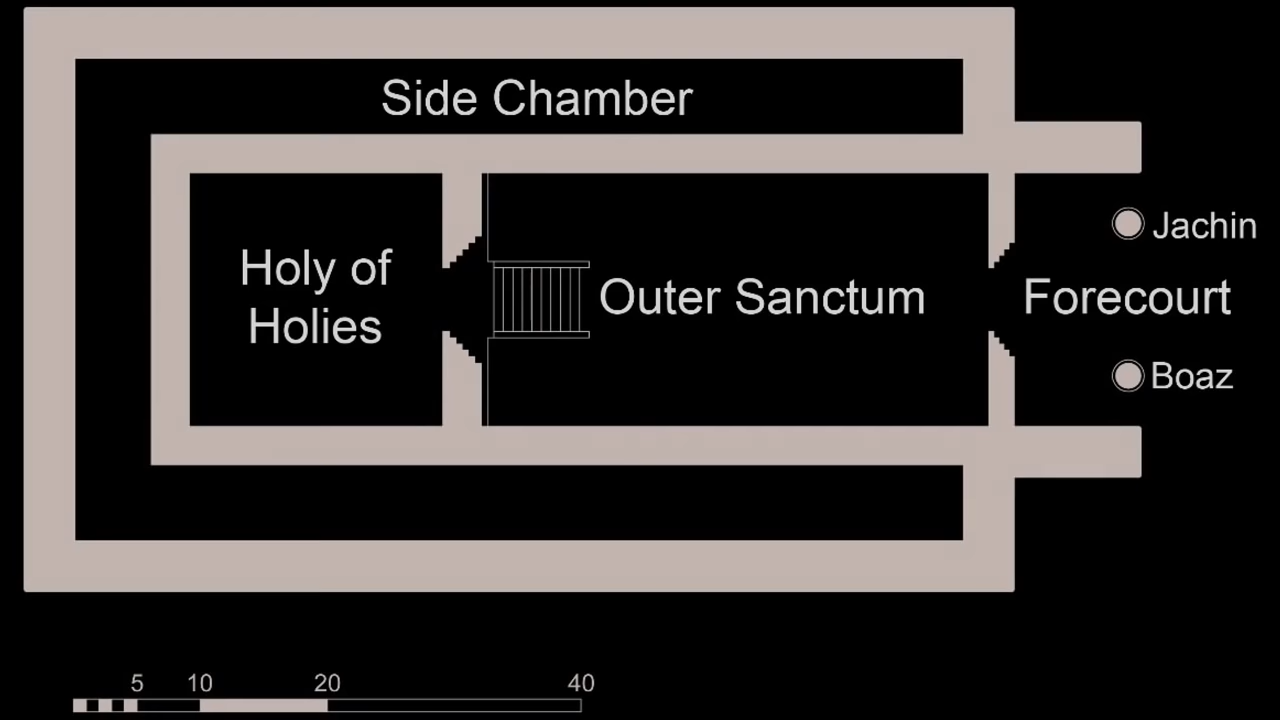 Side Chamber
Jachin
Holy of
Holies
Outer Sanctum
Forecourt
Boaz
5 10 20 40